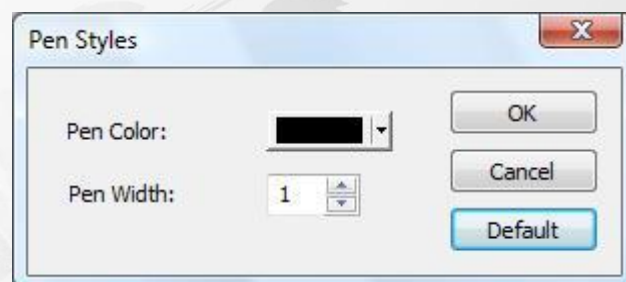 Pen Styles
Pen Color:
OK
Cancel
Pen Width:
1
Default